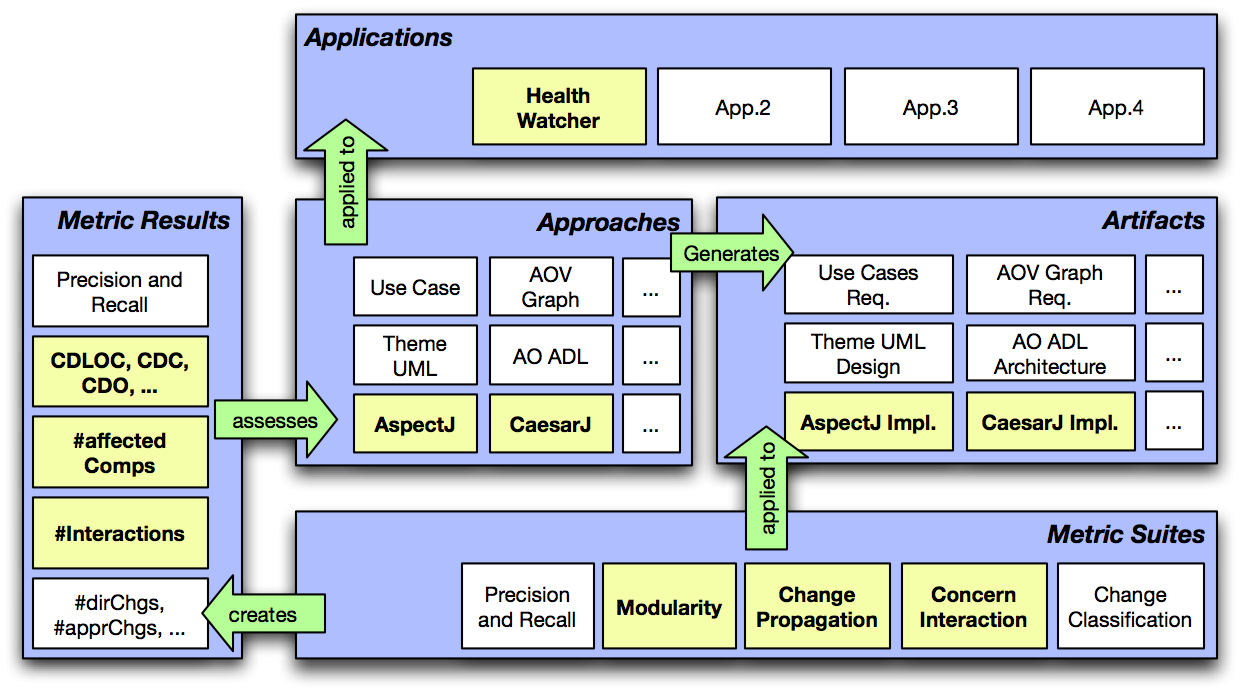 Applications
Health
Watcher
App.2
App.3
App.4
applied to
Metric Results
Precision and
Recall
CDLOC, CDC,
CDO, ...
#affected
Comps
#Interactions
#dirChgs,
#apprChgs, ...
assesses
Approaches
Use Case
AOV
Graph
...
Theme
UML
AO ADL
...
AspectJ
CaesarJ
...
Generates
Artifacts
Use Cases
Req.
AOV Graph
Req.
...
Theme UML
Design
AO ADL
Architecture
...
AspectJ Impl.
CaesarJ Impl.
...
applied to
Metric Suites
Precision
and Recall
Modularity
Change
Propagation
Concern
Interaction
Change
Classification
creates